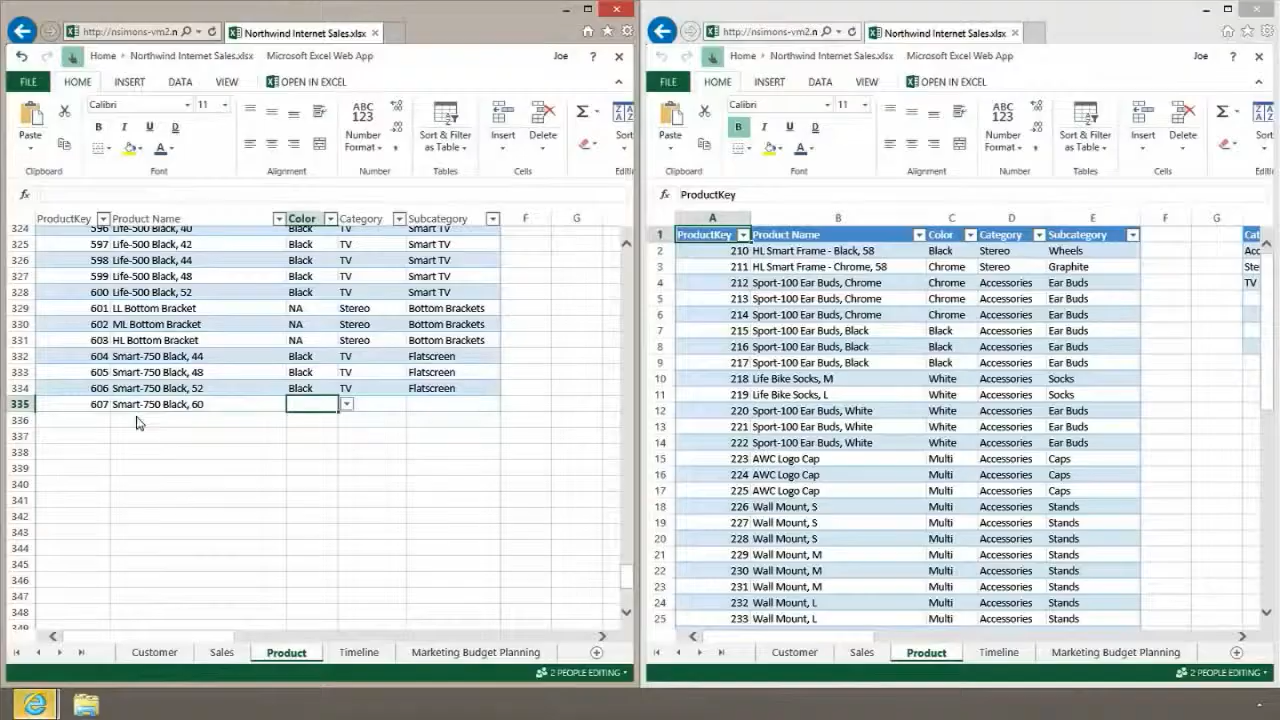 http://nsimons-vm2.n
Northwind Internet Sales.xlsx
Home Northwind Internet Sales.xlsx Microsoft Excel Web App Joe ?
FILE HOME INSERT DATA VIEW OPEN IN EXCEL
Calibri 11
Paste
B I U D
ABC 123
Number Format
Sort & Filter as Table
Insert Delete
Clipboard Font Alignment Number Tables Cells
fx
ProductKey Product Name Color Category Subcategory F G
324 596 Life-500 Black, 40 Black TV Smart TV
325 597 Life-500 Black, 42 Black TV Smart TV
326 598 Life-500 Black, 44 Black TV Smart TV
327 599 Life-500 Black, 48 Black TV Smart TV
328 600 Life-500 Black, 52 Black TV Smart TV
329 601 LL Bottom Bracket NA Stereo Bottom Brackets
330 602 ML Bottom Bracket NA Stereo Bottom Brackets
331 603 HL Bottom Bracket NA Stereo Bottom Brackets
332 604 Smart-750 Black, 44 Black TV Flatscreen
333 605 Smart-750 Black, 48 Black TV Flatscreen
334 606 Smart-750 Black, 52 Black TV Flatscreen
335 607 Smart-750 Black, 60
336
337
338
339
340
341
342
343
344
345
346
347
348
349
Customer Sales Product Timeline Marketing Budget Planning
2 PEOPLE EDITING
http://nsimons-vm2.n
Northwind Internet Sales.xlsx
Home Northwind Internet Sales.xlsx Microsoft Excel Web App Joe ?
FILE HOME INSERT DATA VIEW OPEN IN EXCEL
Calibri 11
Paste
B I U D
ABC 123
Number Format
Sort & Filter as Table
Insert Delete
Clipboard Font Alignment Number Tables Cells
fx ProductKey
A B C D E F G
1 ProductKey Product Name Color Category Subcategory
2 210 HL Smart Frame - Black, 58 Black Stereo Wheels
3 211 HL Smart Frame - Chrome, 58 Chrome Stereo Graphite
4 212 Sport-100 Ear Buds, Chrome Chrome Accessories Ear Buds TV
5 213 Sport-100 Ear Buds, Chrome Chrome Accessories Ear Buds
6 214 Sport-100 Ear Buds, Chrome Chrome Accessories Ear Buds
7 215 Sport-100 Ear Buds, Black Black Accessories Ear Buds
8 216 Sport-100 Ear Buds, Black Black Accessories Ear Buds
9 217 Sport-100 Ear Buds, Black Black Accessories Ear Buds
10 218 Life Bike Socks, M White Accessories Socks
11 219 Life Bike Socks, L White Accessories Socks
12 220 Sport-100 Ear Buds, White White Accessories Ear Buds
13 221 Sport-100 Ear Buds, White White Accessories Ear Buds
14 222 Sport-100 Ear Buds, White White Accessories Ear Buds
15 223 AWC Logo Cap Multi Accessories Caps
16 224 AWC Logo Cap Multi Accessories Caps
17 225 AWC Logo Cap Multi Accessories Caps
18 226 Wall Mount, S Multi Accessories Stands
19 227 Wall Mount, S Multi Accessories Stands
20 228 Wall Mount, S Multi Accessories Stands
21 229 Wall Mount, M Multi Accessories Stands
22 230 Wall Mount, M Multi Accessories Stands
23 231 Wall Mount, M Multi Accessories Stands
24 232 Wall Mount, L Multi Accessories Stands
25 233 Wall Mount, L Multi Accessories Stands
Customer Sales Product Timeline Marketing Budget Planning
2 PEOPLE EDITING